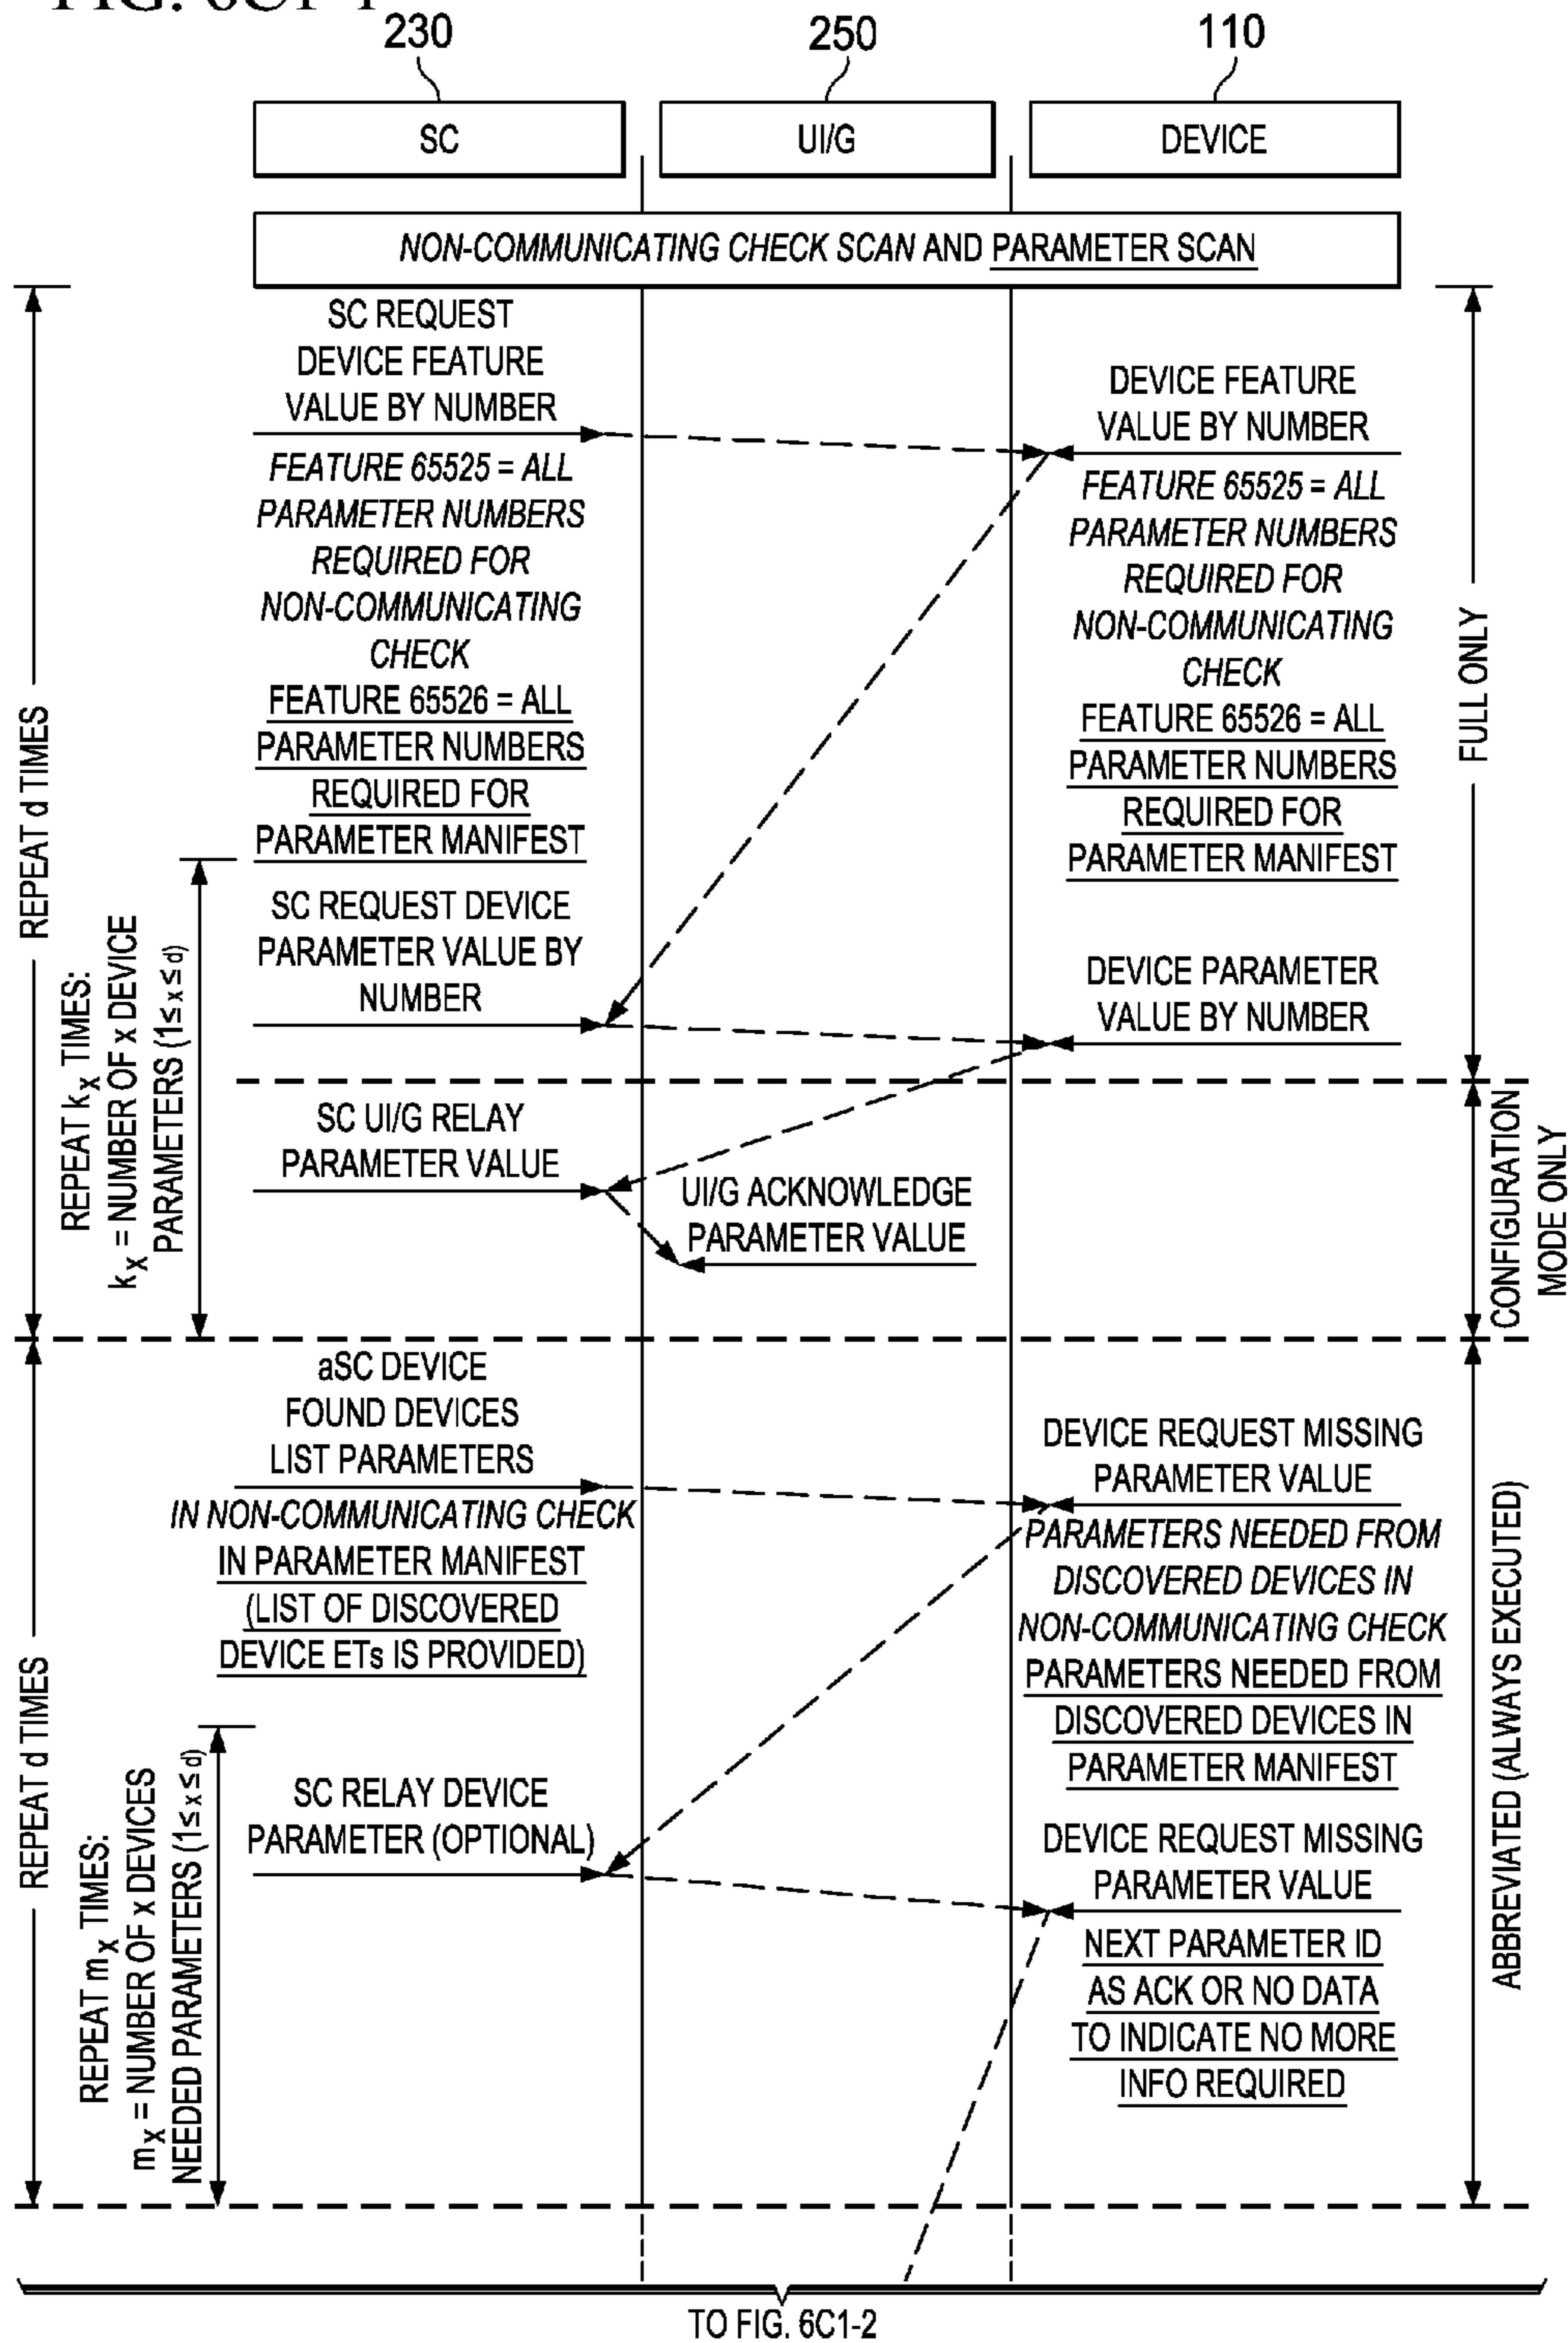 FIG. 6C1-1
230
250
110
SC
UI/G
DEVICE
NON-COMMUNICATING CHECK SCAN AND PARAMETER SCAN
SC REQUEST
DEVICE FEATURE
VALUE BY NUMBER
FEATURE 65525 = ALL
PARAMETER NUMBERS
REQUIRED FOR
NON-COMMUNICATING
CHECK
FEATURE 65526 = ALL
PARAMETER NUMBERS
REQUIRED FOR
PARAMETER MANIFEST
DEVICE FEATURE
VALUE BY NUMBER
FEATURE 65525 = ALL
PARAMETER NUMBERS
REQUIRED FOR
NON-COMMUNICATING
CHECK
FEATURE 65526 = ALL
PARAMETER NUMBERS
REQUIRED FOR
PARAMETER MANIFEST
REPEAT d TIMES
FULL ONLY
REPEAT kx TIMES:
kx = NUMBER OF x DEVICE
PARAMETERS (1≤x≤d)
SC REQUEST DEVICE
PARAMETER VALUE BY
NUMBER
DEVICE PARAMETER
VALUE BY NUMBER
SC UI/G RELAY
PARAMETER VALUE
UI/G ACKNOWLEDGE
PARAMETER VALUE
CONFIGURATION
MODE ONLY
aSC DEVICE
FOUND DEVICES
LIST PARAMETERS
IN NON-COMMUNICATING CHECK
IN PARAMETER MANIFEST
(LIST OF DISCOVERED
DEVICE ETs IS PROVIDED)
DEVICE REQUEST MISSING
PARAMETER VALUE
PARAMETERS NEEDED FROM
DISCOVERED DEVICES IN
NON-COMMUNICATING CHECK
PARAMETERS NEEDED FROM
DISCOVERED DEVICES IN
PARAMETER MANIFEST
REPEAT d TIMES
ABBREVIATED (ALWAYS EXECUTED)
REPEAT mx TIMES:
mx = NUMBER OF x DEVICES
NEEDED PARAMETERS (1≤x≤d)
SC RELAY DEVICE
PARAMETER (OPTIONAL)
DEVICE REQUEST MISSING
PARAMETER VALUE
NEXT PARAMETER ID
AS ACK OR NO DATA
TO INDICATE NO MORE
INFO REQUIRED
TO FIG. 6C1-2